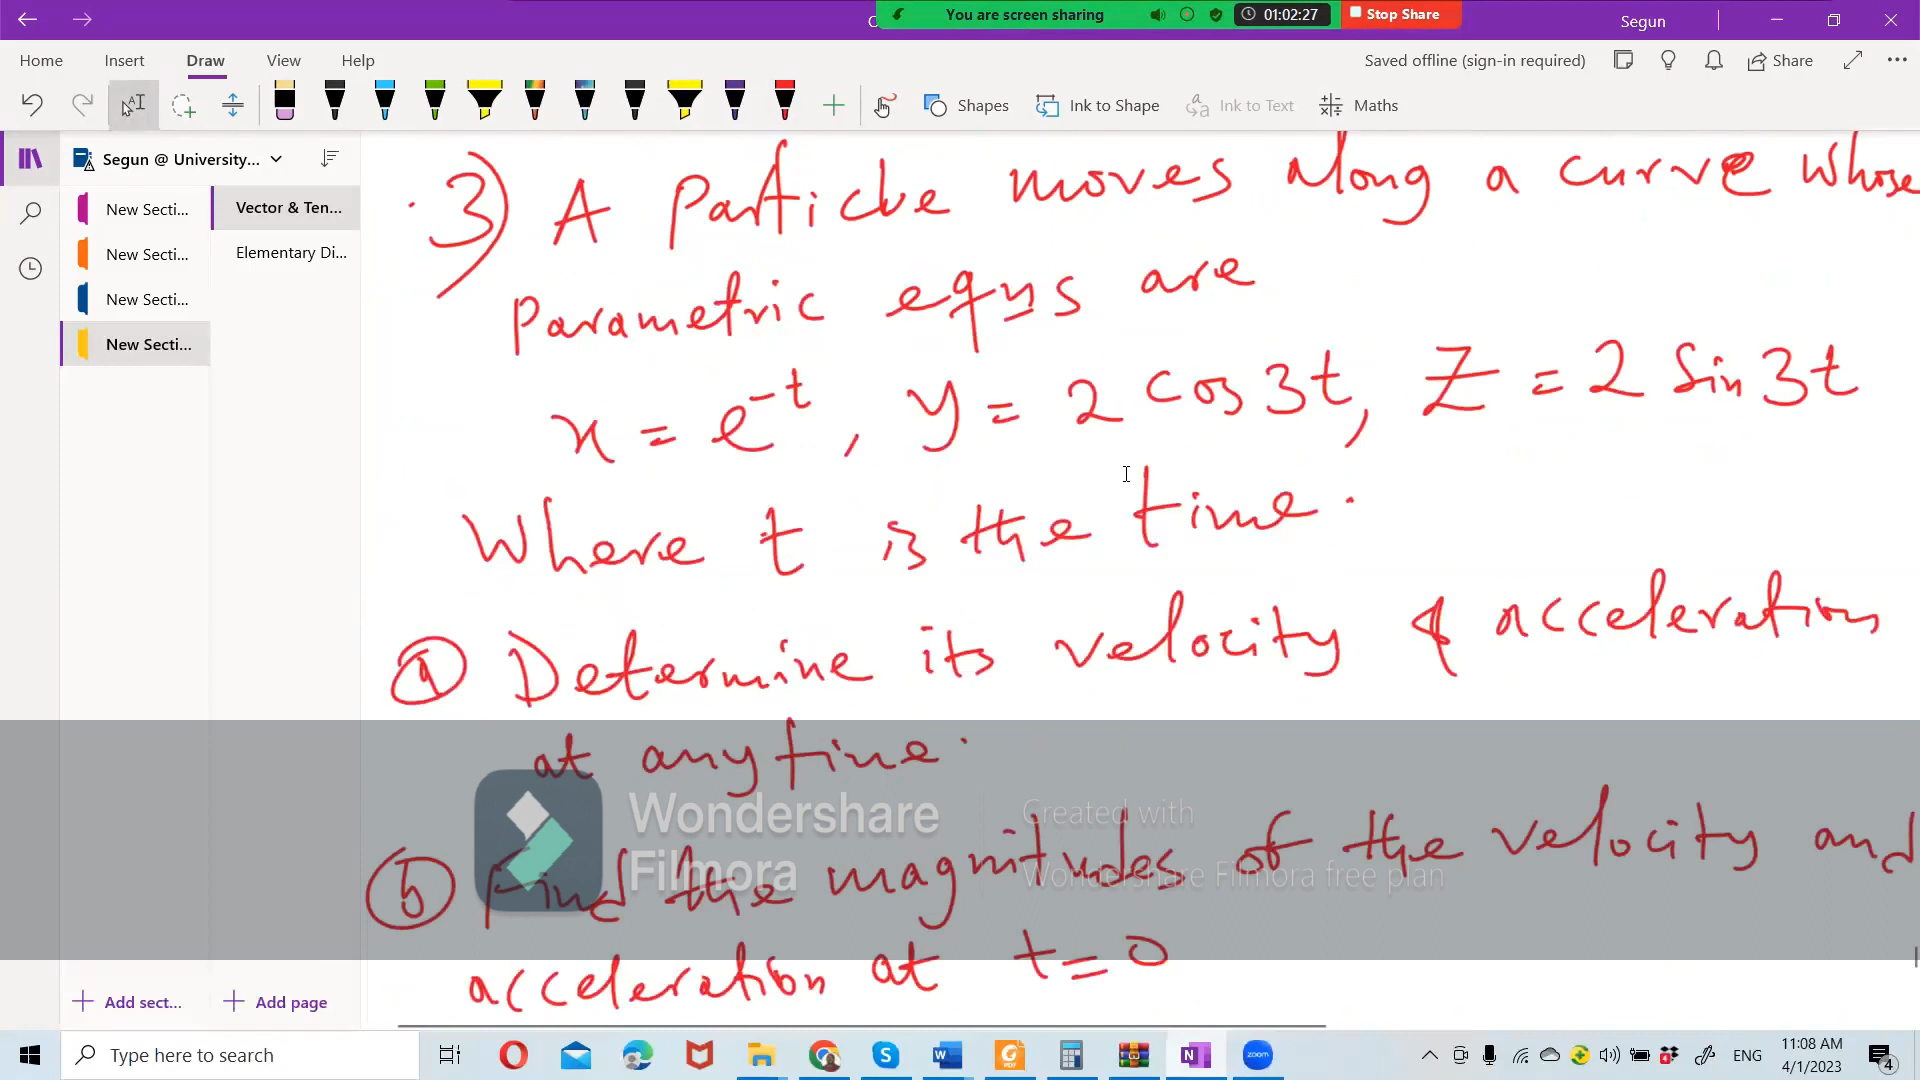 You are screen sharing
01:02:27
Stop Share
Segun
Home Insert Draw View Help
Saved offline (sign-in required)
Share
Shapes
Ink to Shape
Ink to Text
Maths
Segun @ University...
New Secti...
Vector & Ten...
New Secti...
Elementary Di...
New Secti...
New Secti...
3) A Particle moves along a curve whose
parametric eqns are
x = e^-t, y = 2 cos 3t, Z = 2 Sin 3t
Where t is the time.
(a) Determine its velocity & acceleration
at any time.
Wondershare
Filmora
Created with
Wondershare Filmora free plan
(b) Find the magnitudes of the velocity and
acceleration at t = 0
Add sect...
Add page
Type here to search
ENG
11:08 AM
4/1/2023
4